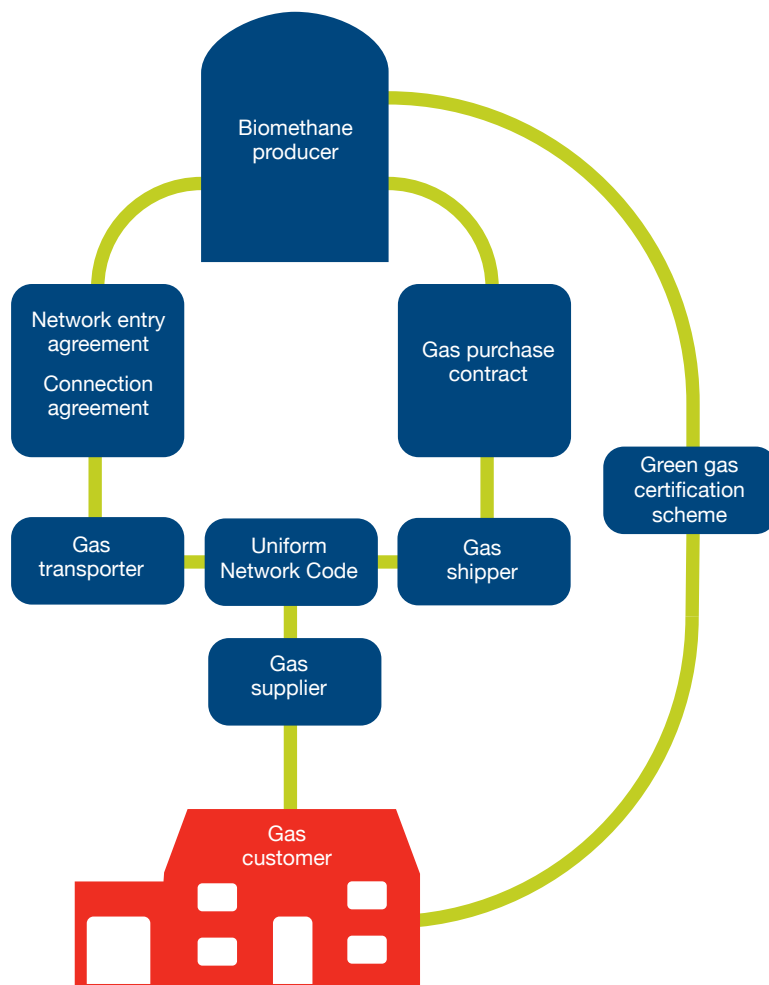 Biomethane
producer
Network entry
agreement
Connection
agreement
Gas purchase
contract
Green gas
certification
scheme
Gas
transporter
Uniform
Network Code
Gas
shipper
Gas
supplier
Gas
customer